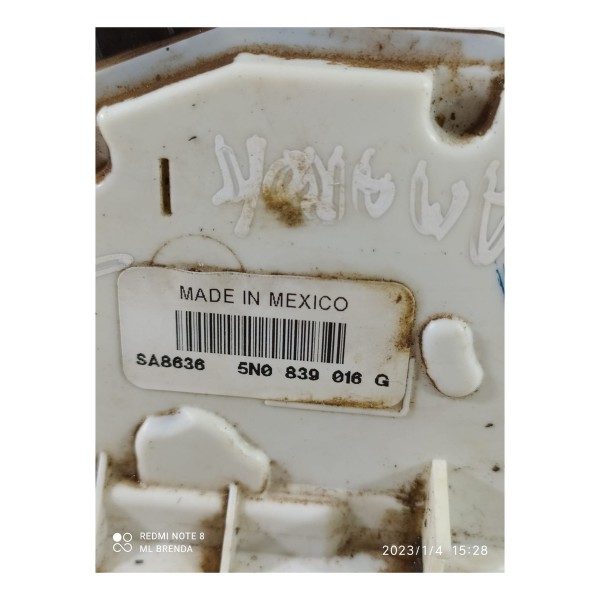 MADE IN MEXICO
SA8636 5N0 839 016 G
REDMI NOTE 8
ML BRENDA
2023/1/4 15:28